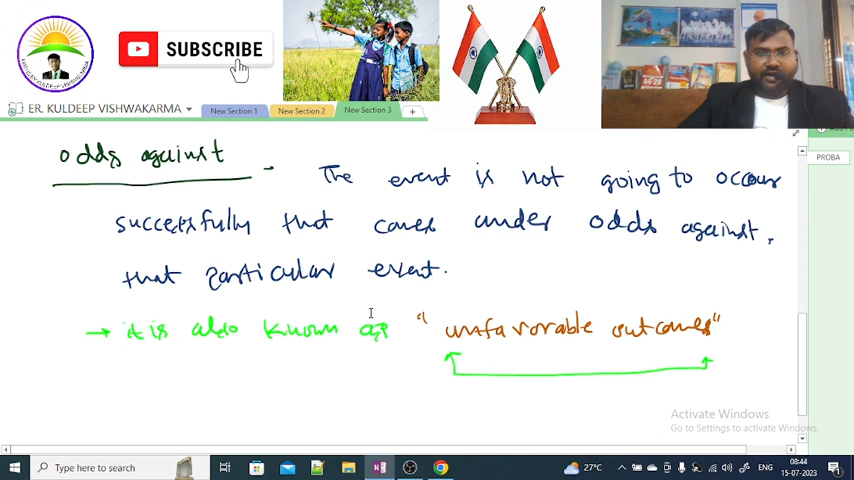 SUBSCRIBE
ER. KULDEEP VISHWAKARMA
New Section 1
New Section 2
New Section 3
+
PROBA
odds against - The event is not going to occur
successfully that comes under odds against,
that particular event.
→ it is also known as "unfavorable outcomes"
Activate Windows
Go to Settings to activate Windows.
Type here to search
27°C
ENG
08:44
15-07-2023